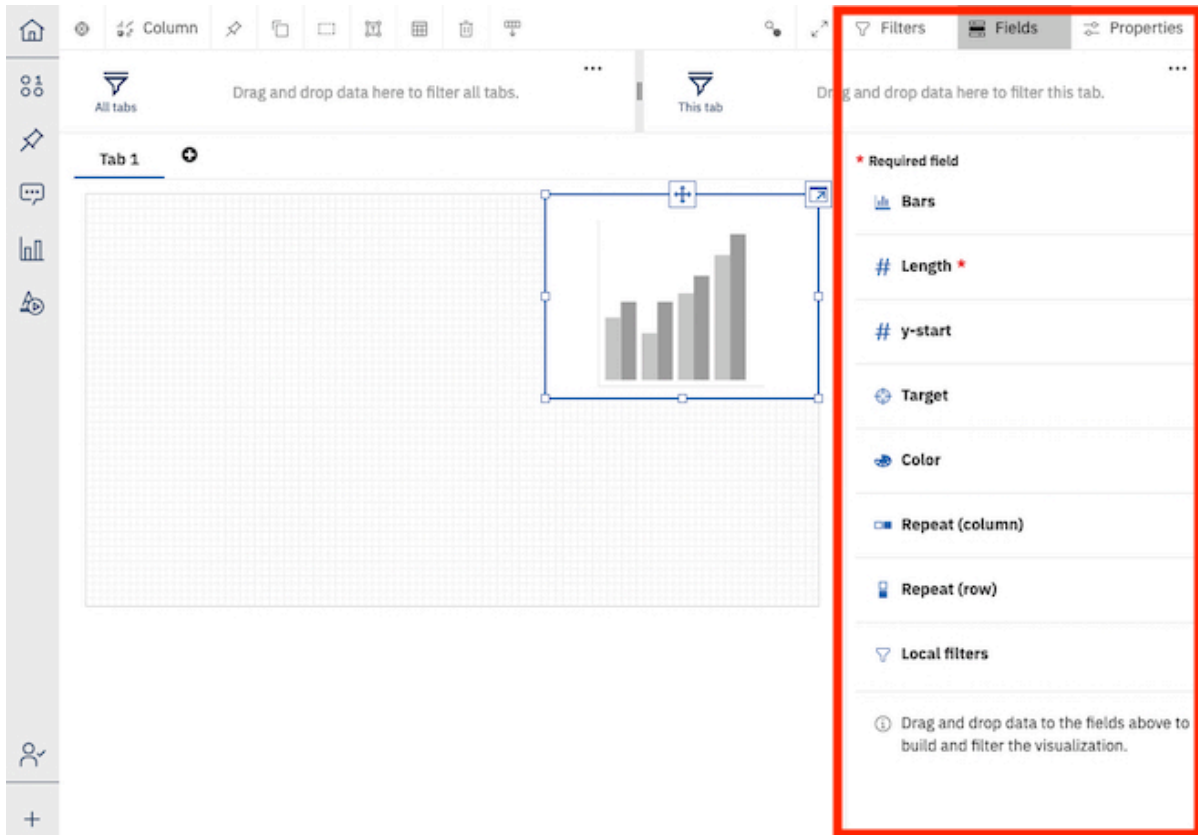 Column
Filters
Fields
Properties
All tabs
Drag and drop data here to filter all tabs.
This tab
Drag and drop data here to filter this tab.
Tab 1
* Required field
Bars
# Length *
# y-start
Target
Color
Repeat (column)
Repeat (row)
Local filters
Drag and drop data to the fields above to
build and filter the visualization.